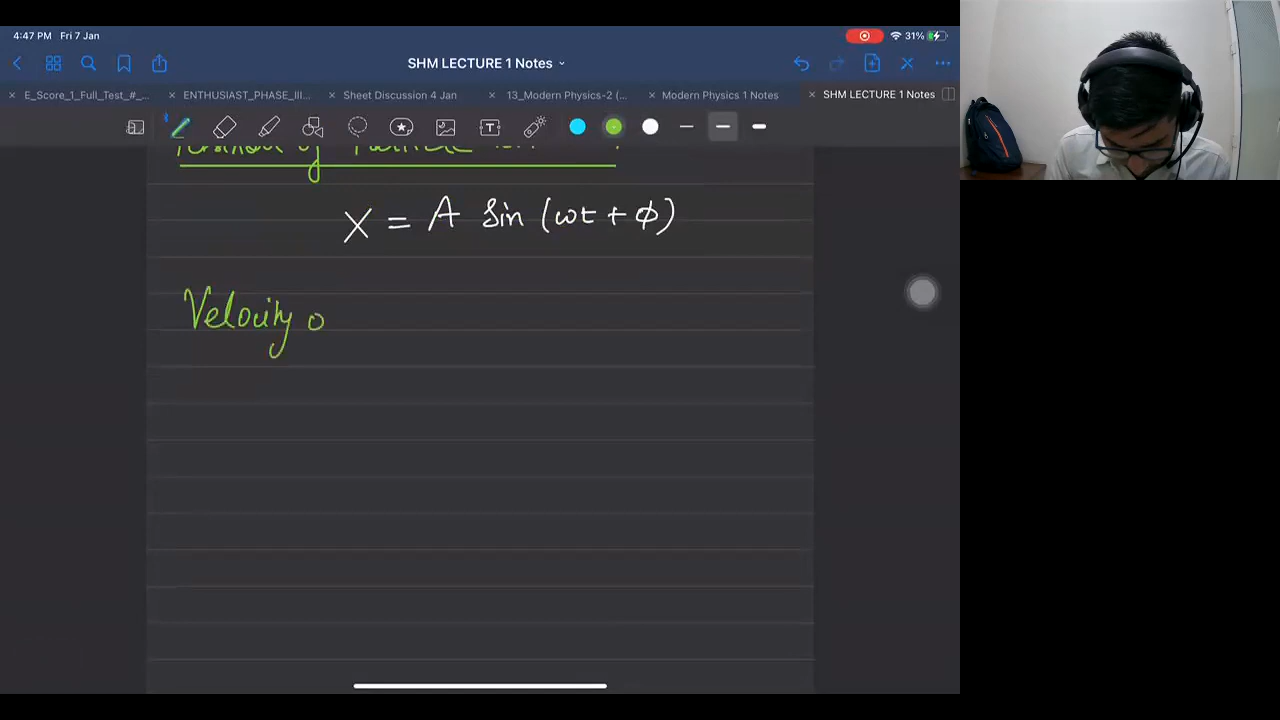 4:47 PM Fri 7 Jan
31%
SHM LECTURE 1 Notes
E_Score_1_Full_Test_#_...
ENTHUSIAST_PHASE_III...
Sheet Discussion 4 Jan
13_Modern Physics-2 (...
Modern Physics 1 Notes
SHM LECTURE 1 Notes
of
X = A Sin (ωt + φ)
Velocity o